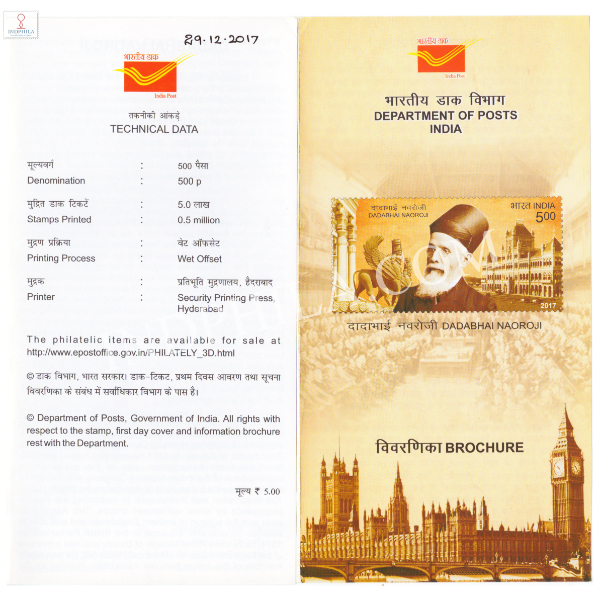 INDPHILA
29.12.2017
भारतीय डाक
India Post
तकनीकी आंकड़े
TECHNICAL DATA
मूल्यवर्ग : 500 पैसा
Denomination : 500 p
मुद्रित डाक टिकटें : 5.0 लाख
Stamps Printed : 0.5 million
मुद्रण प्रक्रिया : वेट ऑफसेट
Printing Process : Wet Offset
मुद्रक : प्रतिभूति मुद्रणालय, हैदराबाद
Printer : Security Printing Press,
Hyderabad
The philatelic items are available for sale at
http://www.epostoffice.gov.in/PHILATELY_3D.html
© डाक विभाग, भारत सरकार। डाक-टिकट, प्रथम दिवस आवरण तथा सूचना
विवरणिका के संबंध में सर्वाधिकार विभाग के पास है।
© Department of Posts, Government of India. All rights with
respect to the stamp, first day cover and information brochure
rest with the Department.
मूल्य ₹ 5.00
भारतीय डाक
India Post
भारतीय डाक विभाग
DEPARTMENT OF POSTS
INDIA
दादाभाई नवरोजी
DADABHAI NAOROJI
भारत INDIA
5.00
2017
दादाभाई नवरोजी DADABHAI NAOROJI
विवरणिका BROCHURE